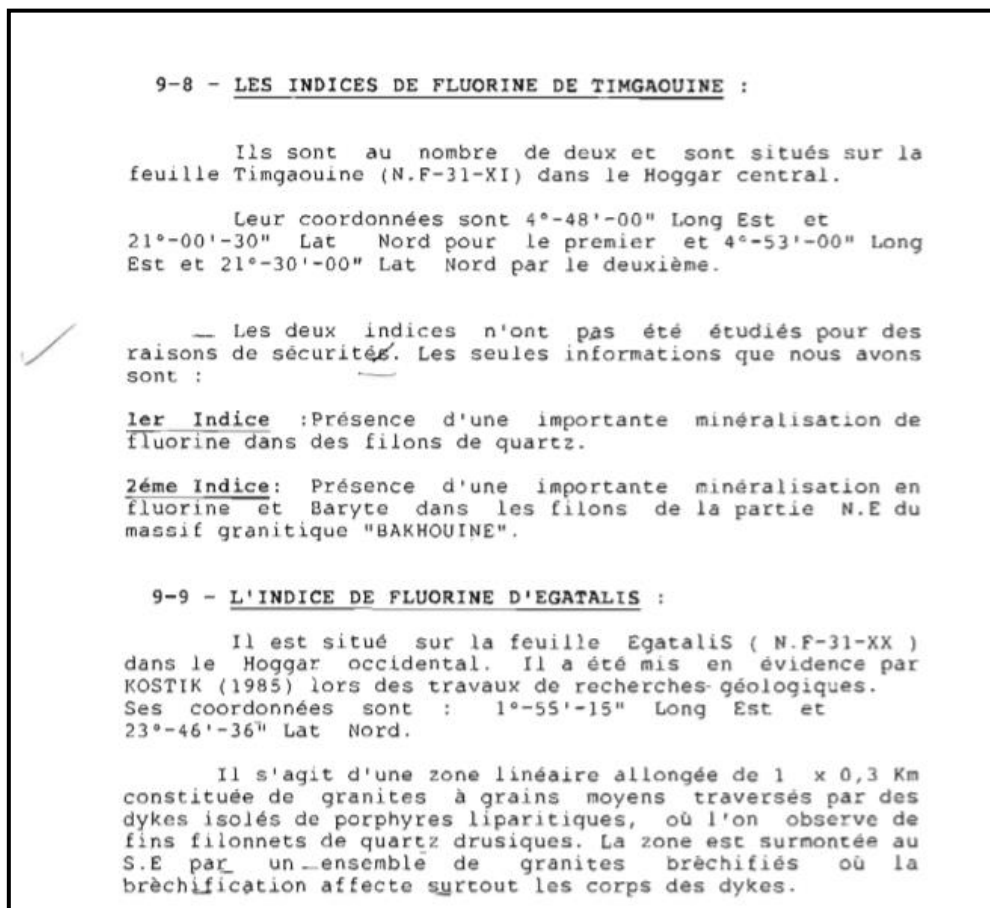 9-8 - LES INDICES DE FLUORINE DE TIMGAOUINE :
Ils sont au nombre de deux et sont situés sur la
feuille Timgaouine (N.F-31-XI) dans le Hoggar central.
Leur coordonnées sont 4°-48'-00" Long Est et
21°-00'-30" Lat Nord pour le premier et 4°-53'-00" Long
Est et 21°-30'-00" Lat Nord par le deuxième.
_ Les deux indices n'ont pas été étudiés pour des
raisons de sécurités. Les seules informations que nous avons
sont :
1er Indice :Présence d'une importante minéralisation de
fluorine dans des filons de quartz.
2éme Indice: Présence d'une importante minéralisation en
fluorine et Baryte dans les filons de la partie N.E du
massif granitique "BAKHOUINE".
9-9 - L'INDICE DE FLUORINE D'EGATALIS :
Il est situé sur la feuille EgataliS ( N.F-31-XX )
dans le Hoggar occidental. Il a été mis en évidence par
KOSTIK (1985) lors des travaux de recherches géologiques.
Ses coordonnées sont : 1°-55'-15" Long Est et
23°-46'-36" Lat Nord.
Il s'agit d'une zone linéaire allongée de 1 x 0,3 Km
constituée de granites à grains moyens traversés par des
dykes isolés de porphyres liparitiques, où l'on observe de
fins filonnets de quartz drusiques. La zone est surmontée au
S.E par un ensemble de granites brèchifiés où la
brèchification affecte surtout les corps des dykes.